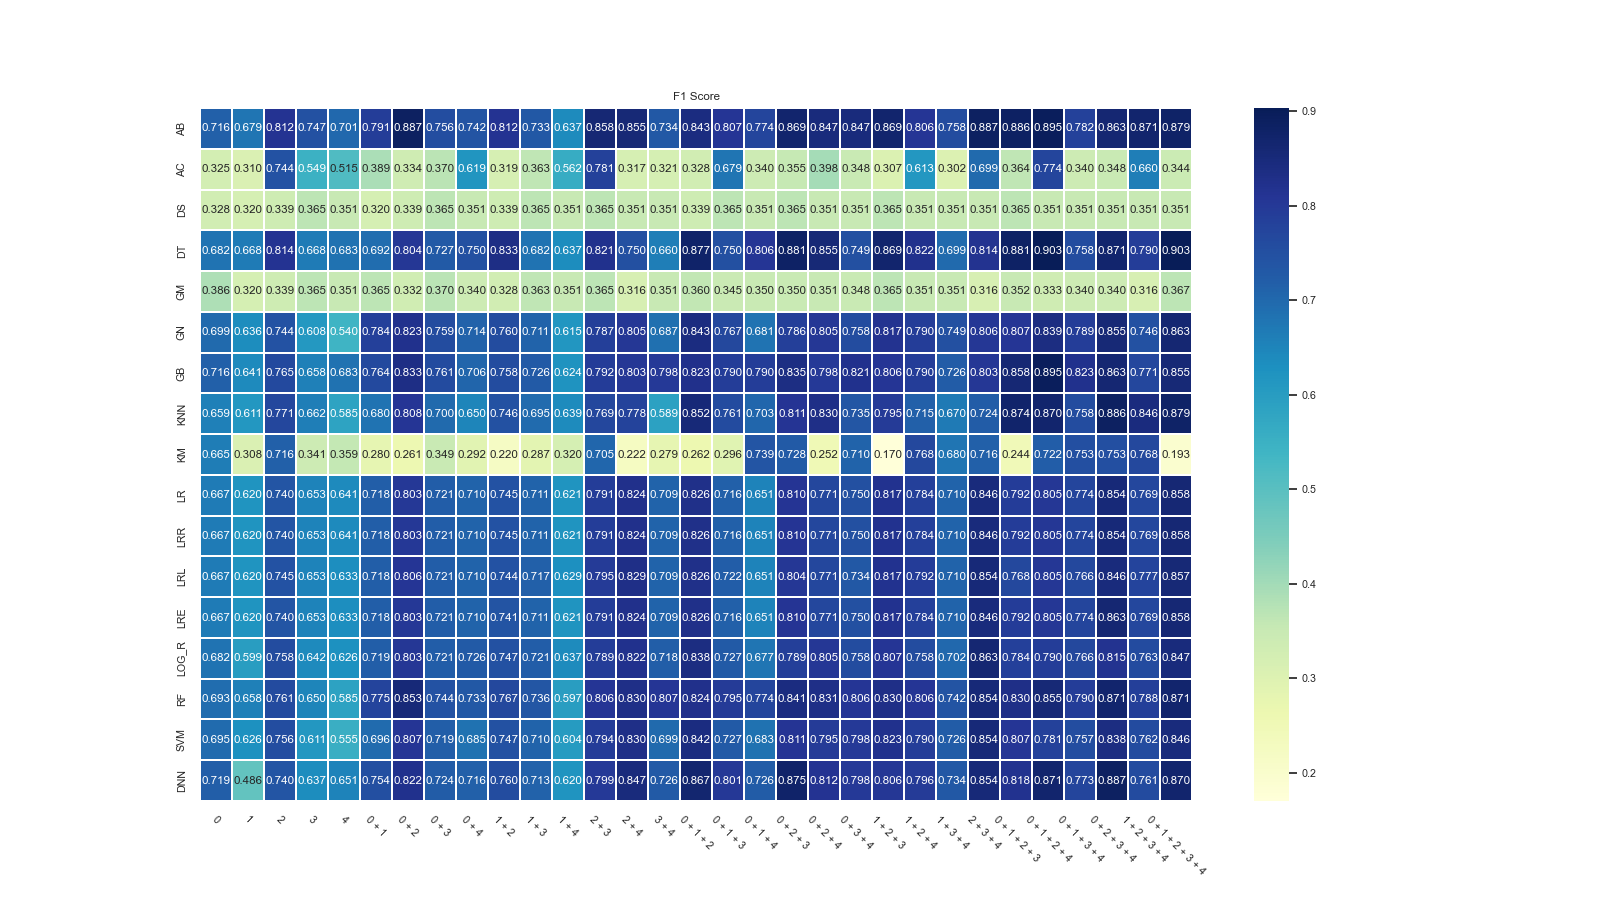 F1 Score
AB 0.716 0.679 0.812 0.747 0.701 0.791 0.887 0.756 0.742 0.812 0.733 0.637 0.858 0.855 0.734 0.843 0.807 0.774 0.869 0.847 0.847 0.869 0.806 0.758 0.887 0.886 0.895 0.782 0.863 0.871 0.879
AC 0.325 0.310 0.744 0.549 0.515 0.389 0.334 0.370 0.619 0.319 0.363 0.562 0.781 0.317 0.321 0.328 0.679 0.340 0.355 0.398 0.348 0.307 0.613 0.302 0.699 0.364 0.774 0.340 0.348 0.660 0.344
DS 0.328 0.320 0.339 0.365 0.351 0.320 0.339 0.365 0.351 0.339 0.365 0.351 0.365 0.351 0.351 0.339 0.365 0.351 0.365 0.351 0.351 0.365 0.351 0.351 0.351 0.365 0.351 0.351 0.351 0.351 0.351
DT 0.682 0.668 0.814 0.668 0.683 0.692 0.804 0.727 0.750 0.833 0.682 0.637 0.821 0.750 0.660 0.877 0.750 0.806 0.881 0.855 0.749 0.869 0.822 0.699 0.814 0.881 0.903 0.758 0.871 0.790 0.903
GM 0.386 0.320 0.339 0.365 0.351 0.365 0.332 0.370 0.340 0.328 0.363 0.351 0.365 0.316 0.351 0.360 0.345 0.350 0.350 0.351 0.348 0.365 0.351 0.351 0.316 0.352 0.333 0.340 0.340 0.316 0.367
GN 0.699 0.636 0.744 0.608 0.540 0.784 0.823 0.759 0.714 0.760 0.711 0.615 0.787 0.805 0.687 0.843 0.767 0.681 0.786 0.805 0.758 0.817 0.790 0.749 0.806 0.807 0.839 0.789 0.855 0.746 0.863
GB 0.716 0.641 0.765 0.658 0.683 0.764 0.833 0.761 0.706 0.758 0.726 0.624 0.792 0.803 0.798 0.823 0.790 0.790 0.835 0.798 0.821 0.806 0.790 0.726 0.803 0.858 0.895 0.823 0.863 0.771 0.855
KNN 0.659 0.611 0.771 0.662 0.585 0.680 0.808 0.700 0.650 0.746 0.695 0.639 0.769 0.778 0.589 0.852 0.761 0.703 0.811 0.830 0.735 0.795 0.715 0.670 0.724 0.874 0.870 0.758 0.886 0.846 0.879
KM 0.665 0.308 0.716 0.341 0.359 0.280 0.261 0.349 0.292 0.220 0.287 0.320 0.705 0.222 0.279 0.262 0.296 0.739 0.728 0.252 0.710 0.170 0.768 0.680 0.716 0.244 0.722 0.753 0.753 0.768 0.193
LR 0.667 0.620 0.740 0.653 0.641 0.718 0.803 0.721 0.710 0.745 0.711 0.621 0.791 0.824 0.709 0.826 0.716 0.651 0.810 0.771 0.750 0.817 0.784 0.710 0.846 0.792 0.805 0.774 0.854 0.769 0.858
LRR 0.667 0.620 0.740 0.653 0.641 0.718 0.803 0.721 0.710 0.745 0.711 0.621 0.791 0.824 0.709 0.826 0.716 0.651 0.810 0.771 0.750 0.817 0.784 0.710 0.846 0.792 0.805 0.774 0.854 0.769 0.858
LRL 0.667 0.620 0.745 0.653 0.633 0.718 0.806 0.721 0.710 0.744 0.717 0.629 0.795 0.829 0.709 0.826 0.722 0.651 0.804 0.771 0.734 0.817 0.792 0.710 0.854 0.768 0.805 0.766 0.846 0.777 0.857
LRE 0.667 0.620 0.740 0.653 0.633 0.718 0.803 0.721 0.710 0.741 0.711 0.621 0.791 0.824 0.709 0.826 0.716 0.651 0.810 0.771 0.750 0.817 0.784 0.710 0.846 0.792 0.805 0.774 0.863 0.769 0.858
LOG_R 0.682 0.599 0.758 0.642 0.626 0.719 0.803 0.721 0.726 0.747 0.721 0.637 0.789 0.822 0.718 0.838 0.727 0.677 0.789 0.805 0.758 0.807 0.758 0.702 0.863 0.784 0.790 0.766 0.815 0.763 0.847
RF 0.693 0.658 0.761 0.650 0.585 0.775 0.853 0.744 0.733 0.767 0.736 0.597 0.806 0.830 0.807 0.824 0.795 0.774 0.841 0.831 0.806 0.830 0.806 0.742 0.854 0.830 0.855 0.790 0.871 0.788 0.871
SVM 0.695 0.626 0.756 0.611 0.555 0.696 0.807 0.719 0.685 0.747 0.710 0.604 0.794 0.830 0.699 0.842 0.727 0.683 0.811 0.795 0.798 0.823 0.790 0.726 0.854 0.807 0.781 0.757 0.838 0.762 0.846
DNN 0.719 0.486 0.740 0.637 0.651 0.754 0.822 0.724 0.716 0.760 0.713 0.620 0.799 0.847 0.726 0.867 0.801 0.726 0.875 0.812 0.798 0.806 0.796 0.734 0.854 0.818 0.871 0.773 0.887 0.761 0.870
0
1
2
3
4
0 + 1
0 + 2
0 + 3
0 + 4
1 + 2
1 + 3
1 + 4
2 + 3
2 + 4
3 + 4
0 + 1 + 2
0 + 1 + 3
0 + 1 + 4
0 + 2 + 3
0 + 2 + 4
0 + 3 + 4
1 + 2 + 3
1 + 2 + 4
1 + 3 + 4
2 + 3 + 4
0 + 1 + 2 + 3
0 + 1 + 2 + 4
0 + 1 + 3 + 4
0 + 2 + 3 + 4
1 + 2 + 3 + 4
0 + 1 + 2 + 3 + 4
0.9
0.8
0.7
0.6
0.5
0.4
0.3
0.2